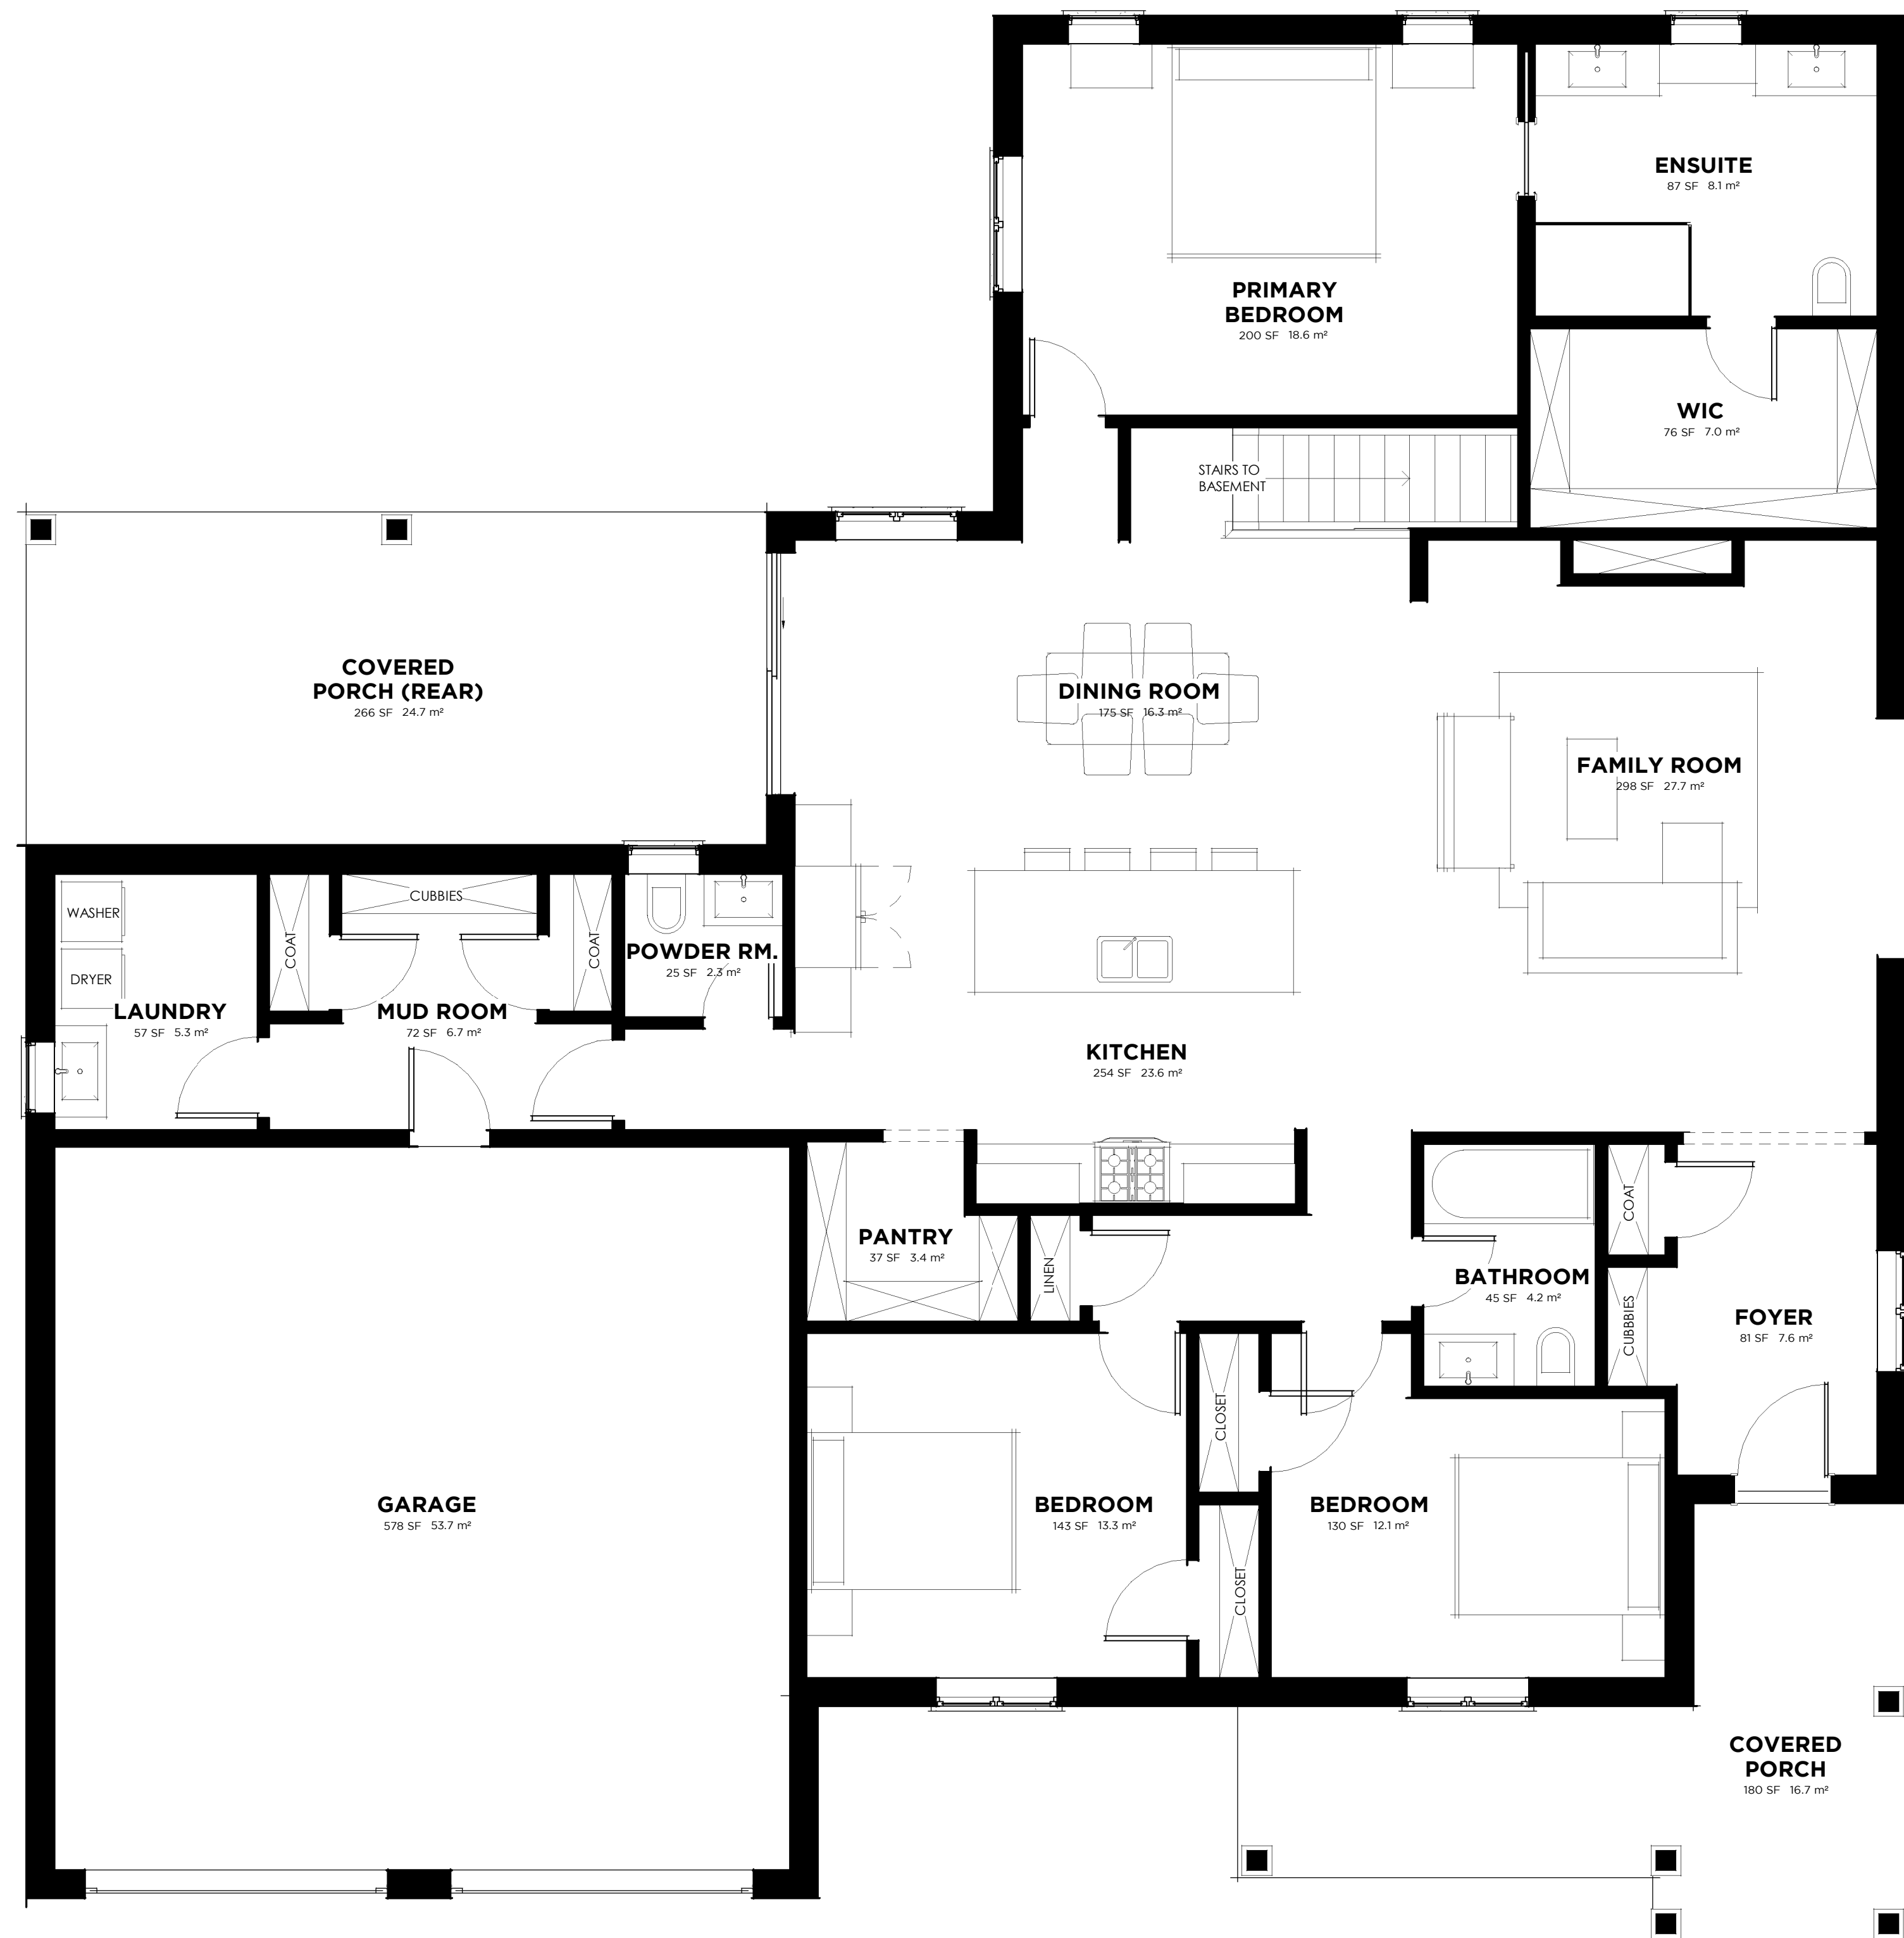 ENSUITE
87 SF 8.1 m²
PRIMARY
BEDROOM
200 SF 18.6 m²
WIC
76 SF 7.0 m²
STAIRS TO
BASEMENT
COVERED
PORCH (REAR)
266 SF 24.7 m²
DINING ROOM
175 SF 16.3 m²
FAMILY ROOM
298 SF 27.7 m²
WASHER
DRYER
LAUNDRY
57 SF 5.3 m²
COAT
CUBBIES
COAT
MUD ROOM
72 SF 6.7 m²
POWDER RM.
25 SF 2.3 m²
KITCHEN
254 SF 23.6 m²
PANTRY
37 SF 3.4 m²
LINEN
BATHROOM
45 SF 4.2 m²
COAT
CUBBBIES
FOYER
81 SF 7.6 m²
GARAGE
578 SF 53.7 m²
BEDROOM
143 SF 13.3 m²
CLOSET
CLOSET
BEDROOM
130 SF 12.1 m²
COVERED
PORCH
180 SF 16.7 m²